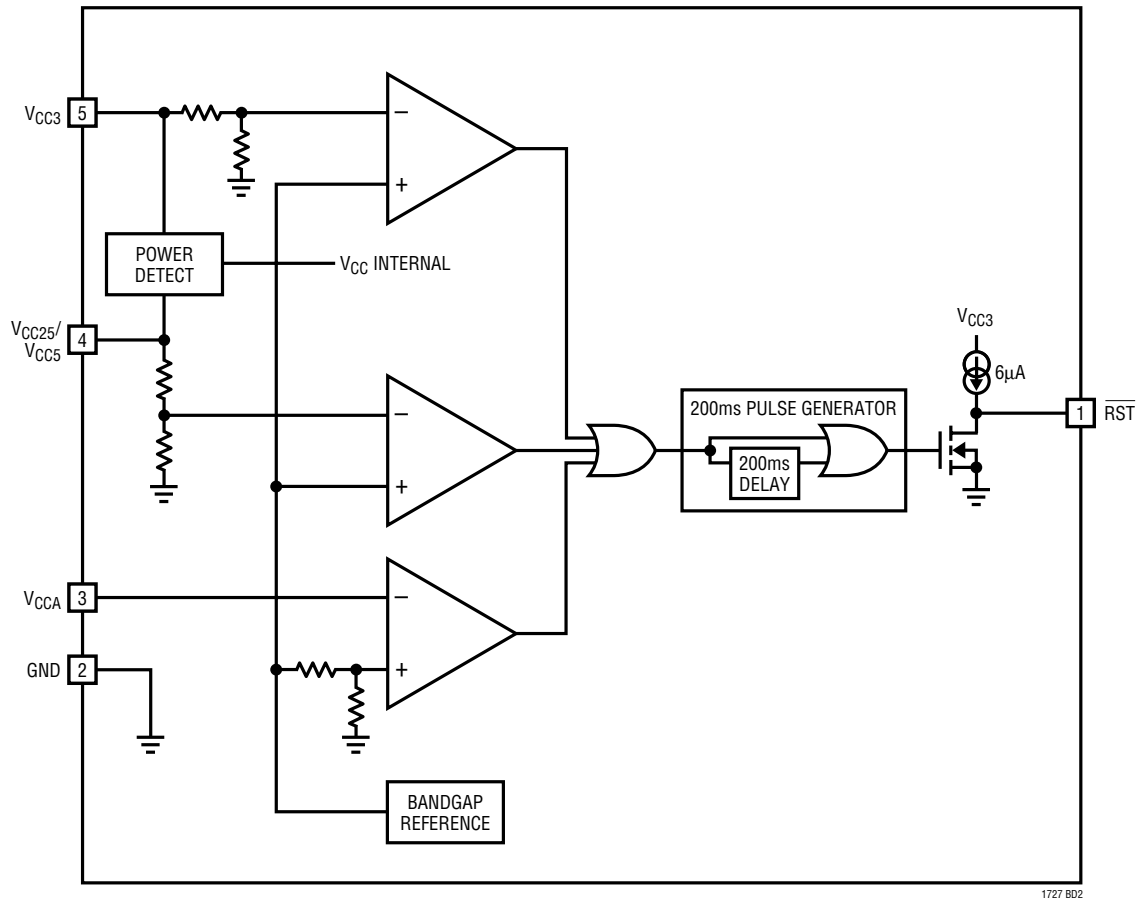 VCC3
5
−
+
POWER
DETECT
VCC INTERNAL
VCC25/
VCC5
4
−
+
VCC3
6µA
200ms PULSE GENERATOR
200ms
DELAY
1
RST
VCCA
3
−
+
GND
2
BANDGAP
REFERENCE
1727 BD2